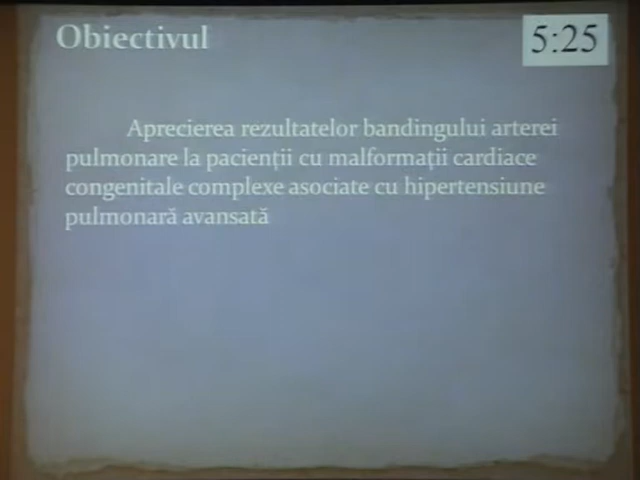 Obiectivul
5:25
Aprecierea rezultatelor bandingului arterei
pulmonare la pacienții cu malformații cardiace
congenitale complexe asociate cu hipertensiune
pulmonară avansată